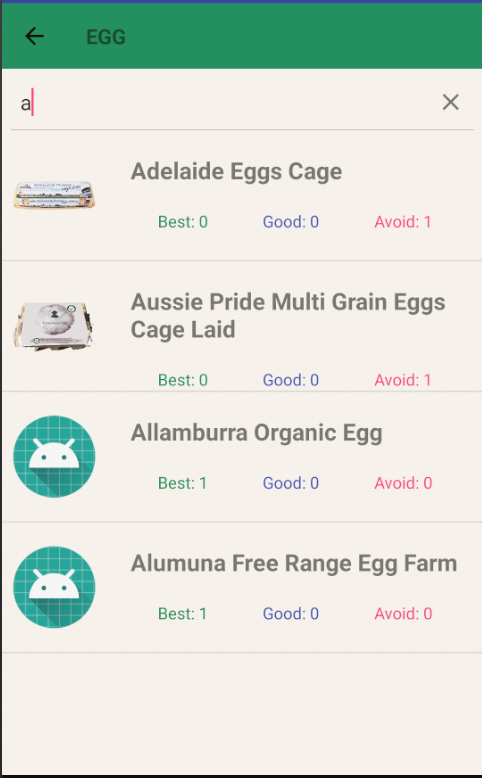 EGG
a
Adelaide Eggs Cage
Best: 0 Good: 0 Avoid: 1
Aussie Pride Multi Grain Eggs
Cage Laid
Best: 0 Good: 0 Avoid: 1
Allamburra Organic Egg
Best: 1 Good: 0 Avoid: 0
Alumuna Free Range Egg Farm
Best: 1 Good: 0 Avoid: 0